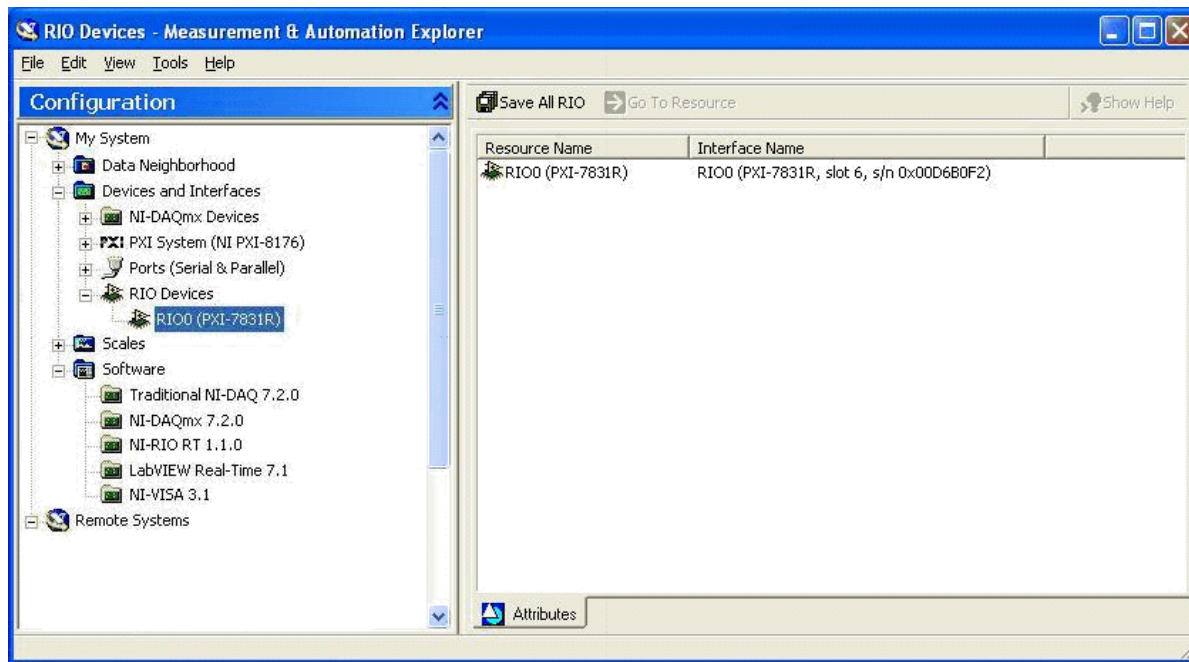 RIO Devices - Measurement & Automation Explorer
File Edit View Tools Help
Configuration
Save All RIO Go To Resource Show Help
My System
Data Neighborhood
Devices and Interfaces
NI-DAQmx Devices
PXI PXI System (NI PXI-8176)
Ports (Serial & Parallel)
RIO Devices
RIO0 (PXI-7831R)
Scales
Software
Traditional NI-DAQ 7.2.0
NI-DAQmx 7.2.0
NI-RIO RT 1.1.0
LabVIEW Real-Time 7.1
NI-VISA 3.1
Remote Systems
Resource Name Interface Name
RIO0 (PXI-7831R) RIO0 (PXI-7831R, slot 6, s/n 0x00D6B0F2)
Attributes